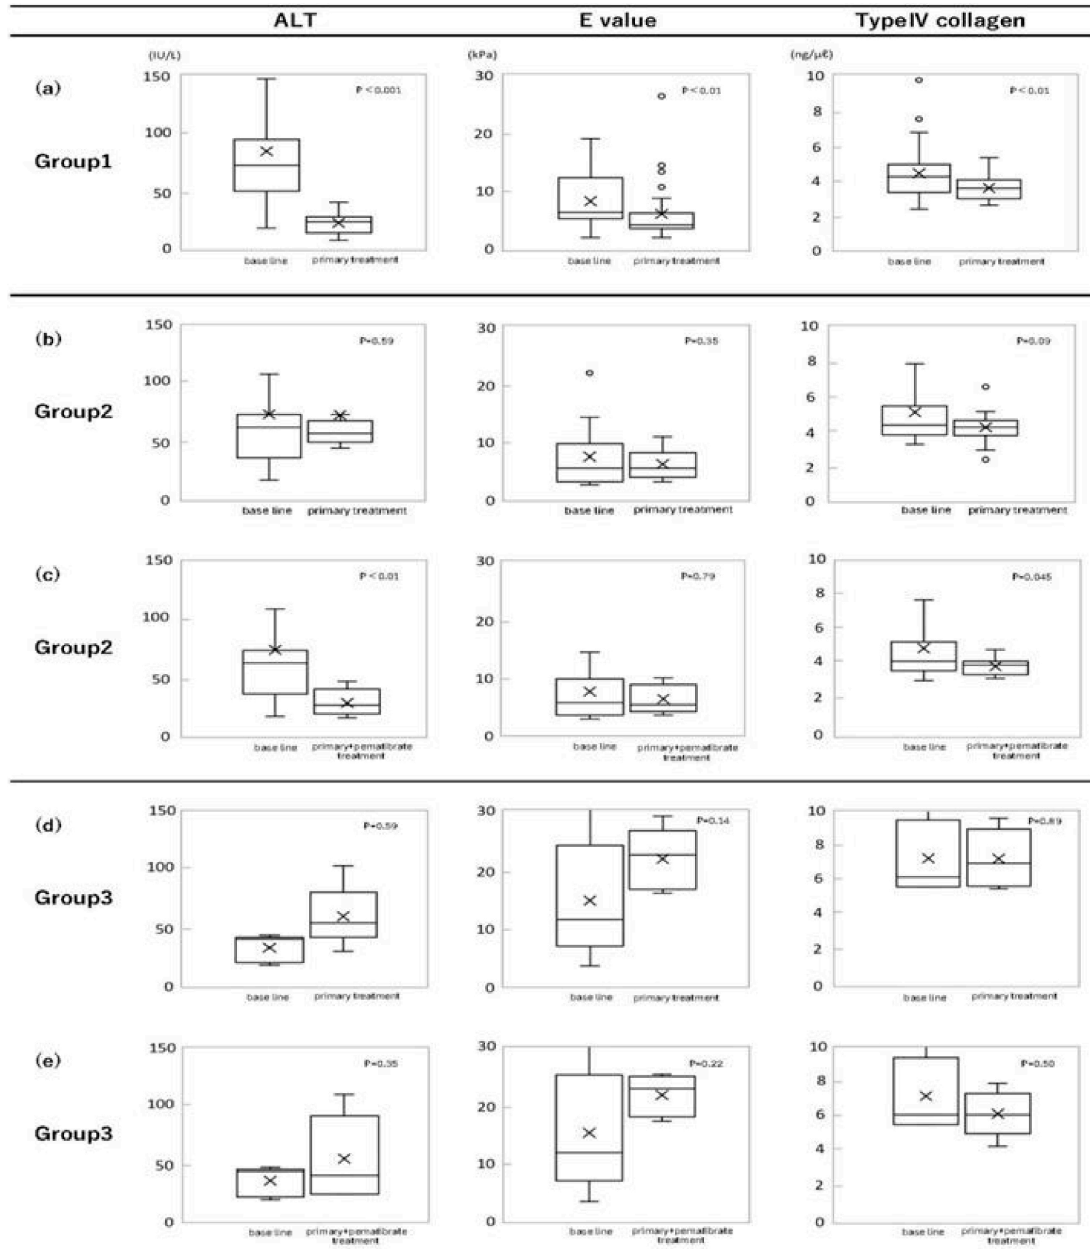 ALT E value TypeIV collagen
(IU/L) (kPa) (ng/μℓ)
(a)
Group1
150 100 50 0
P<0.001
base line primary treatment
30 20 10 0
P<0.01
base line primary treatment
10 8 6 4 2 0
P<0.01
base line primary treatment
(b)
Group2
150 100 50 0
P=0.59
base line primary treatment
30 20 10 0
P=0.35
base line primary treatment
10 8 6 4 2 0
P=0.09
base line primary treatment
(c)
Group2
150 100 50 0
P<0.01
base line primary+pemafibrate
treatment
30 20 10 0
P=0.79
base line primary+pemafibrate
treatment
10 8 6 4 2 0
P=0.045
base line primary+pemafibrate
treatment
(d)
Group3
150 100 50 0
P=0.59
base line primary treatment
30 20 10 0
P=0.14
base line primary treatment
10 8 6 4 2 0
P=0.89
base line primary treatment
(e)
Group3
150 100 50 0
P=0.35
base line primary+pemafibrate
treatment
30 20 10 0
P=0.22
base line primary+pemafibrate
treatment
10 8 6 4 2 0
P=0.50
base line primary+pemafibrate
treatment